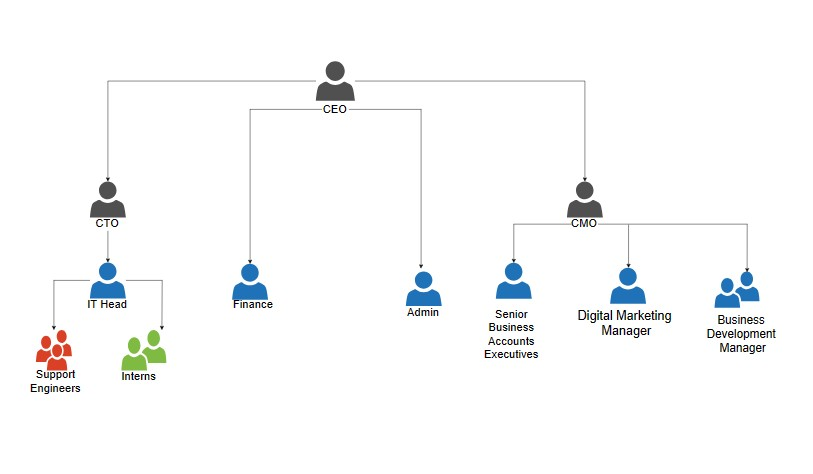 CEO
CTO
CMO
IT Head
Finance
Admin
Senior
Business
Accounts
Executives
Digital Marketing
Manager
Business
Development
Manager
Support
Engineers
Interns